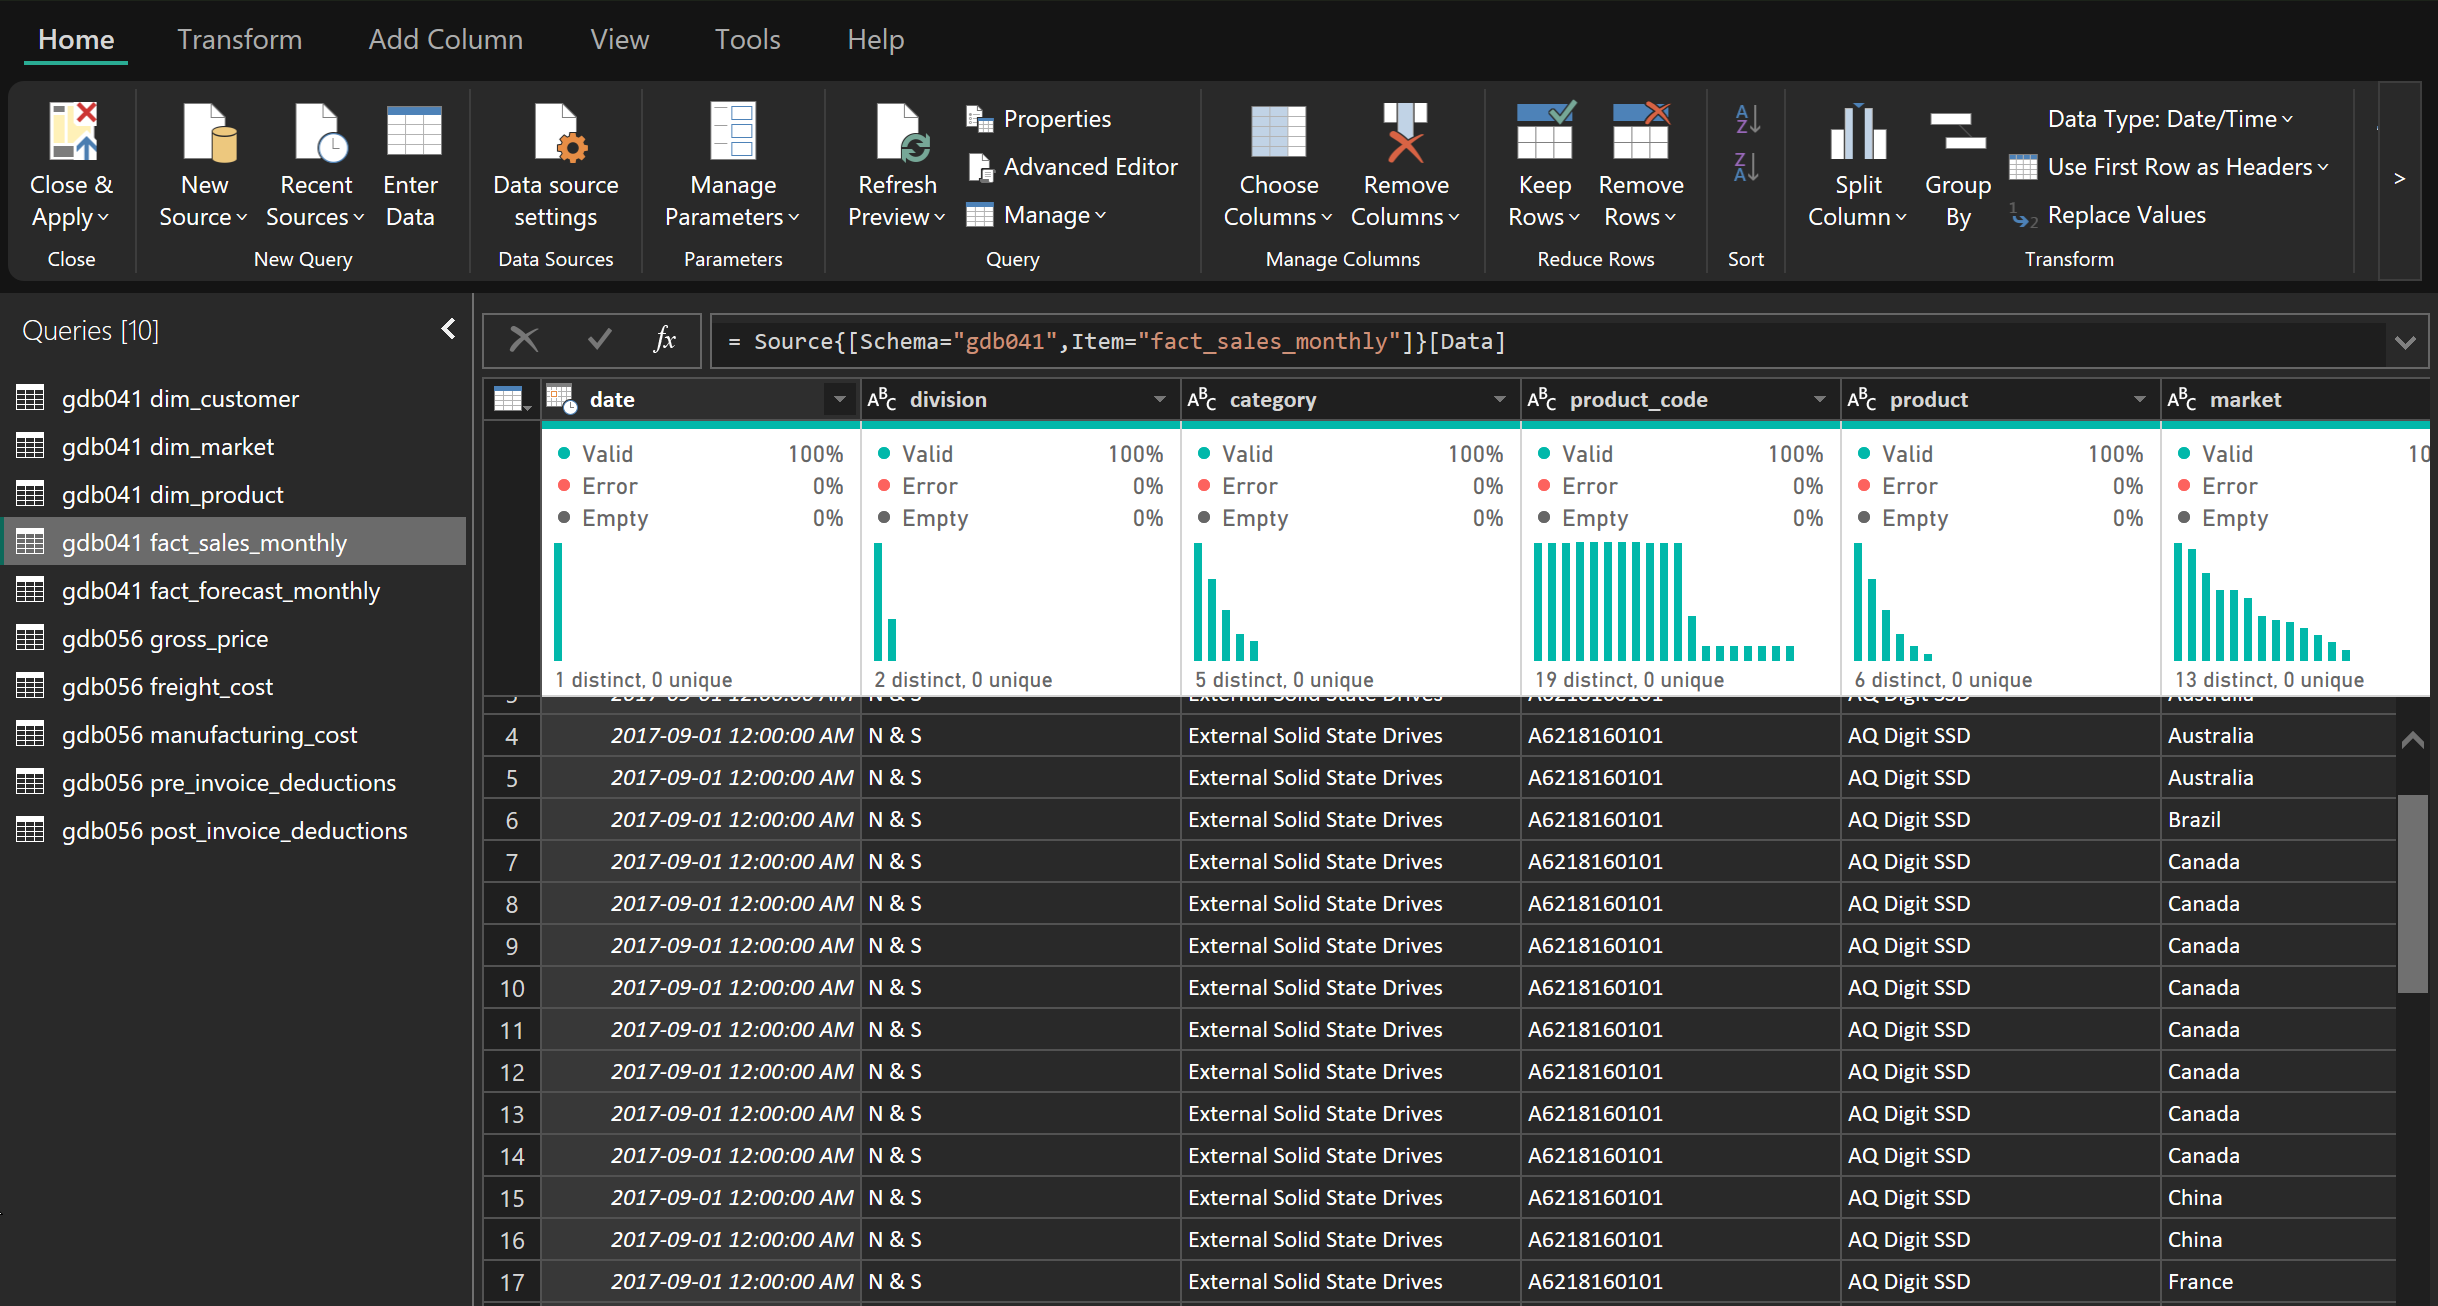 Home Transform Add Column View Tools Help
Close & Apply New Source Recent Sources Enter Data Data source settings Manage Parameters Refresh Preview Properties Advanced Editor Manage Choose Columns Remove Columns Keep Rows Remove Rows Split Column Group By Data Type: Date/Time Use First Row as Headers Replace Values >
Close New Query Data Sources Parameters Query Manage Columns Reduce Rows Sort Transform
Queries [10]
gdb041 dim_customer
gdb041 dim_market
gdb041 dim_product
gdb041 fact_sales_monthly
gdb041 fact_forecast_monthly
gdb056 gross_price
gdb056 freight_cost
gdb056 manufacturing_cost
gdb056 pre_invoice_deductions
gdb056 post_invoice_deductions
fx = Source{[Schema="gdb041",Item="fact_sales_monthly"]}[Data]
date ABC division ABC category ABC product_code ABC product ABC market
Valid 100% Valid 100% Valid 100% Valid 100% Valid 100% Valid
Error 0% Error 0% Error 0% Error 0% Error 0% Error
Empty 0% Empty 0% Empty 0% Empty 0% Empty 0% Empty
1 distinct, 0 unique 2 distinct, 0 unique 5 distinct, 0 unique 19 distinct, 0 unique 6 distinct, 0 unique 13 distinct, 0 unique
4 2017-09-01 12:00:00 AM N & S External Solid State Drives A6218160101 AQ Digit SSD Australia
5 2017-09-01 12:00:00 AM N & S External Solid State Drives A6218160101 AQ Digit SSD Australia
6 2017-09-01 12:00:00 AM N & S External Solid State Drives A6218160101 AQ Digit SSD Brazil
7 2017-09-01 12:00:00 AM N & S External Solid State Drives A6218160101 AQ Digit SSD Canada
8 2017-09-01 12:00:00 AM N & S External Solid State Drives A6218160101 AQ Digit SSD Canada
9 2017-09-01 12:00:00 AM N & S External Solid State Drives A6218160101 AQ Digit SSD Canada
10 2017-09-01 12:00:00 AM N & S External Solid State Drives A6218160101 AQ Digit SSD Canada
11 2017-09-01 12:00:00 AM N & S External Solid State Drives A6218160101 AQ Digit SSD Canada
12 2017-09-01 12:00:00 AM N & S External Solid State Drives A6218160101 AQ Digit SSD Canada
13 2017-09-01 12:00:00 AM N & S External Solid State Drives A6218160101 AQ Digit SSD Canada
14 2017-09-01 12:00:00 AM N & S External Solid State Drives A6218160101 AQ Digit SSD Canada
15 2017-09-01 12:00:00 AM N & S External Solid State Drives A6218160101 AQ Digit SSD China
16 2017-09-01 12:00:00 AM N & S External Solid State Drives A6218160101 AQ Digit SSD China
17 2017-09-01 12:00:00 AM N & S External Solid State Drives A6218160101 AQ Digit SSD France